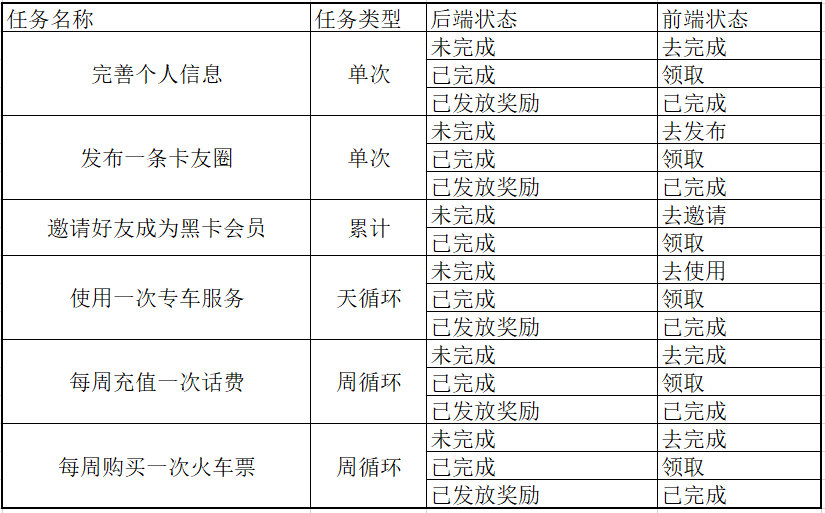 任务名称 任务类型 后端状态 前端状态
完善个人信息 单次 未完成 去完成
已完成 领取
已发放奖励 已完成
发布一条卡友圈 单次 未完成 去发布
已完成 领取
已发放奖励 已完成
邀请好友成为黑卡会员 累计 未完成 去邀请
已完成 领取
使用一次专车服务 天循环 未完成 去使用
已完成 领取
已发放奖励 已完成
每周充值一次话费 周循环 未完成 去完成
已完成 领取
已发放奖励 已完成
每周购买一次火车票 周循环 未完成 去完成
已完成 领取
已发放奖励 已完成